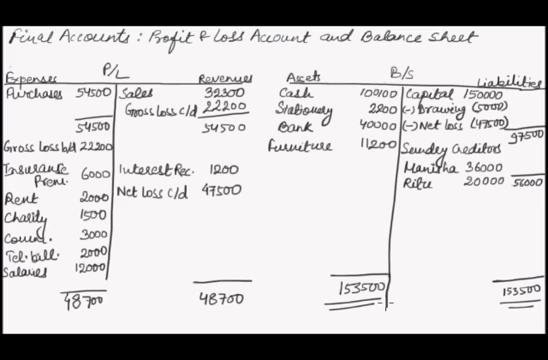 Final Accounts: Profit & Loss Account and Balance sheet
P/L
Expenses Revenues
Purchases 54500 Sales 32300
Gross Loss c/d 22200
54500 54500
Gross Loss b/d 22200
Insurance Prem. 6000 Interest Rec. 1200
Rent 2000 Net Loss c/d 47500
Charity 1500
Comm. 3000
Tel. bill. 2000
Salaries 12000
48700 48700
B/S
Assets Liabilities
Cash 100100 Capital 150000
Stationary 2200 (-) Drawing (5000)
Bank 40000 (-) Net loss (47500)
97500
Furniture 11200 Sundry Creditors
Manisha 36000
Ritu 20000 56000
153500 153500